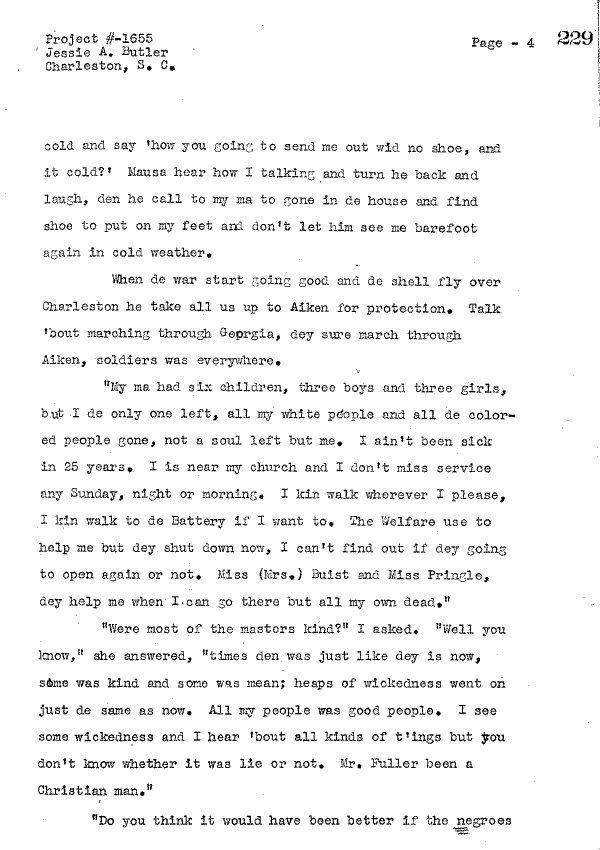 Project #-1655
Jessie A. Butler
Charleston, S. C.
Page - 4 229
cold and say 'how you going to send me out wid no shoe, and
it cold?' Mausa hear how I talking and turn he back and
laugh, den he call to my ma to gone in de house and find
shoe to put on my feet and don't let him see me barefoot
again in cold weather.
When de war start going good and de shell fly over
Charleston he take all us up to Aiken for protection. Talk
'bout marching through Georgia, dey sure march through
Aiken, soldiers was everywhere.
"My ma had six children, three boys and three girls,
but I de only one left, all my white people and all de color-
ed people gone, not a soul left but me. I ain't been sick
in 25 years. I is near my church and I don't miss service
any Sunday, night or morning. I kin walk wherever I please,
I kin walk to de Battery if I want to. The Welfare use to
help me but dey shut down now, I can't find out if dey going
to open again or not. Miss (Mrs.) Buist and Miss Pringle,
dey help me when I can go there but all my own dead."
"Were most of the masters kind?" I asked. "Well you
know," she answered, "times den was just like dey is now,
some was kind and some was mean; heaps of wickedness went on
just de same as now. All my people was good people. I see
some wickedness and I hear 'bout all kinds of t'ings but you
don't know whether it was lie or not. Mr. Fuller been a
Christian man."
"Do you think it would have been better if the negroes